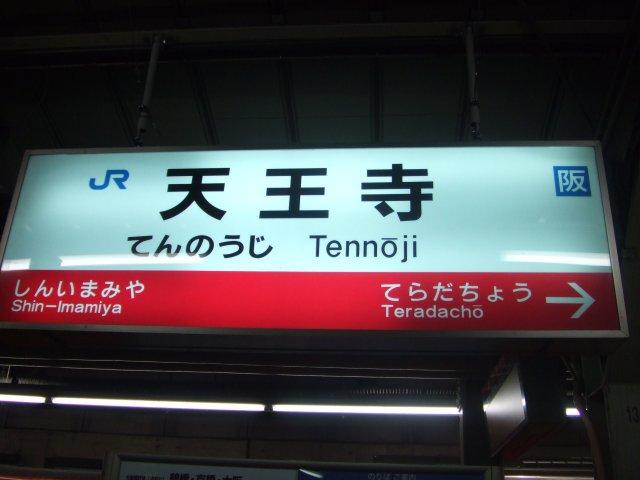 JR 天王寺 阪
てんのうじ Tennōji
しんいまみや てらだちょう
Shin-Imamiya Teradachō